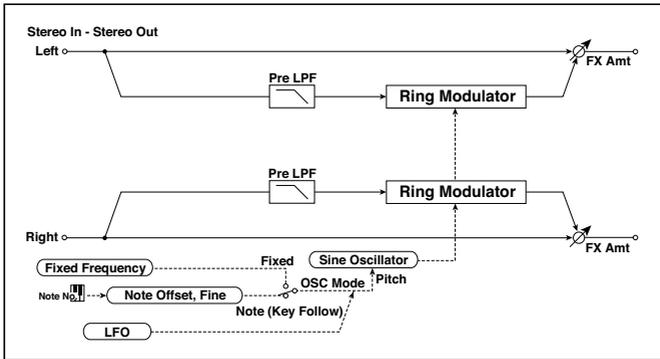 Stereo In - Stereo Out
Left
FX Amt
Pre LPF
Ring Modulator
Pre LPF
Ring Modulator
Right
FX Amt
Fixed
Sine Oscillator
Fixed Frequency
OSC Mode
Pitch
Note No.
Note Offset, Fine
Note (Key Follow)
LFO